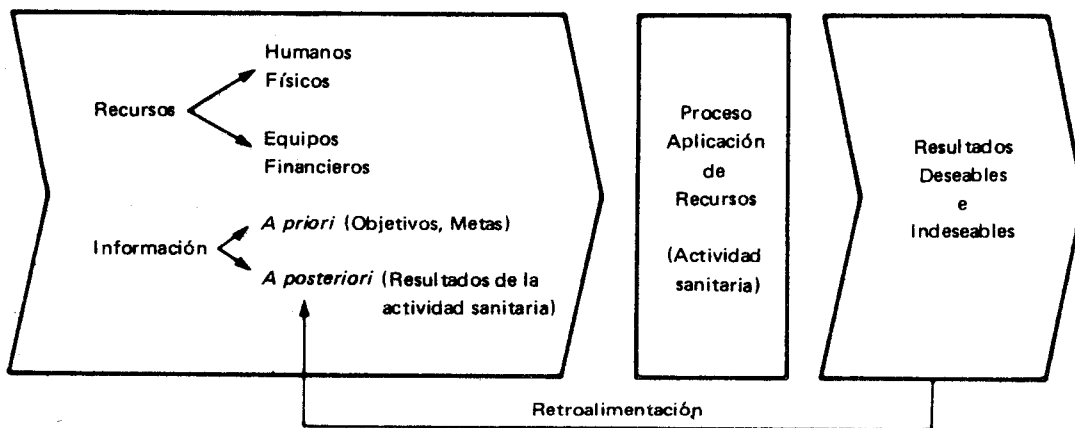 Humanos
Físicos
Recursos
Equipos
Financieros
A priori (Objetivos, Metas)
Información
A posteriori (Resultados de la
actividad sanitaria)
Proceso
Aplicación
de
Recursos
(Actividad
sanitaria)
Resultados
Deseables
e
Indeseables
Retroalimentación